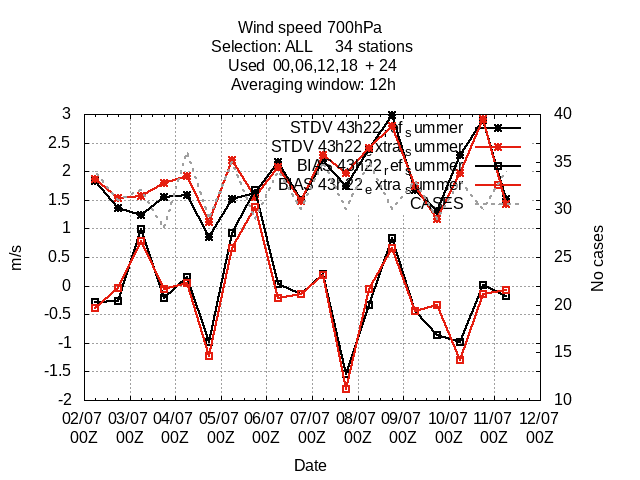 Wind speed 700hPa
Selection: ALL 34 stations
Used 00,06,12,18 + 24
Averaging window: 12h
STDV 43h22_ref_summer
STDV 43h22_extra_summer
BIAS 43h22_ref_summer
BIAS 43h22_extra_summer
CASES
3
2.5
2
1.5
1
0.5
0
-0.5
-1
-1.5
-2
m/s
40
35
30
25
20
15
10
No cases
02/07 03/07 04/07 05/07 06/07 07/07 08/07 09/07 10/07 11/07 12/07
00Z 00Z 00Z 00Z 00Z 00Z 00Z 00Z 00Z 00Z 00Z
Date